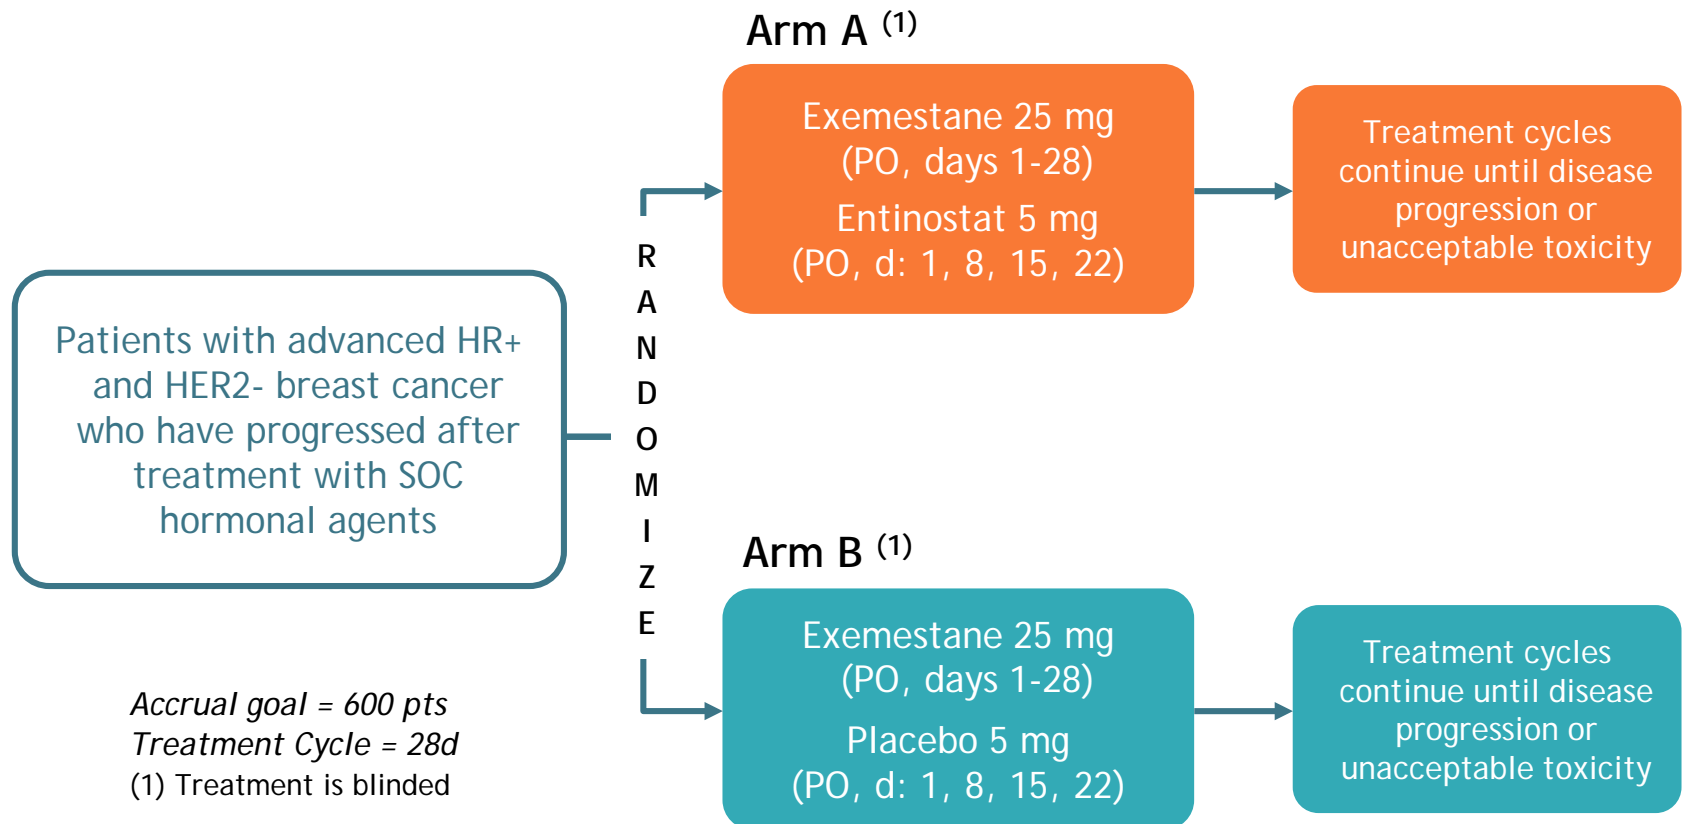 Patients with advanced HR+
and HER2- breast cancer
who have progressed after
treatment with SOC
hormonal agents
Accrual goal = 600 pts
Treatment Cycle = 28d
(1) Treatment is blinded
R
A
N
D
O
M
I
Z
E
Arm A (1)
Exemestane 25 mg
(PO, days 1-28)
Entinostat 5 mg
(PO, d: 1, 8, 15, 22)
Treatment cycles
continue until disease
progression or
unacceptable toxicity
Arm B (1)
Exemestane 25 mg
(PO, days 1-28)
Placebo 5 mg
(PO, d: 1, 8, 15, 22)
Treatment cycles
continue until disease
progression or
unacceptable toxicity